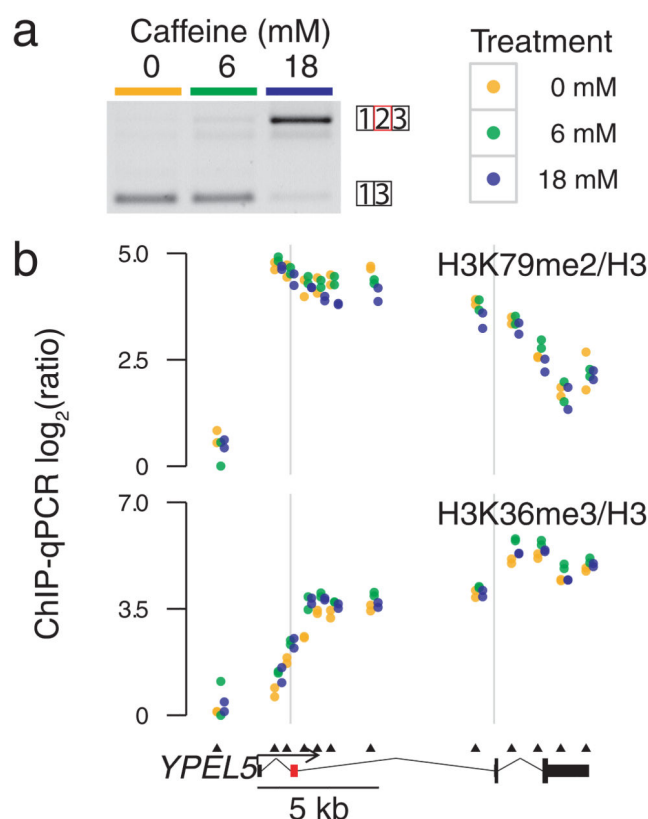 a
Caffeine (mM)
0 6 18
123
13
Treatment
0 mM
6 mM
18 mM
b
ChIP-qPCR log2(ratio)
H3K79me2/H3
5.0
2.5
0
H3K36me3/H3
7.0
3.5
0
YPEL5
5 kb